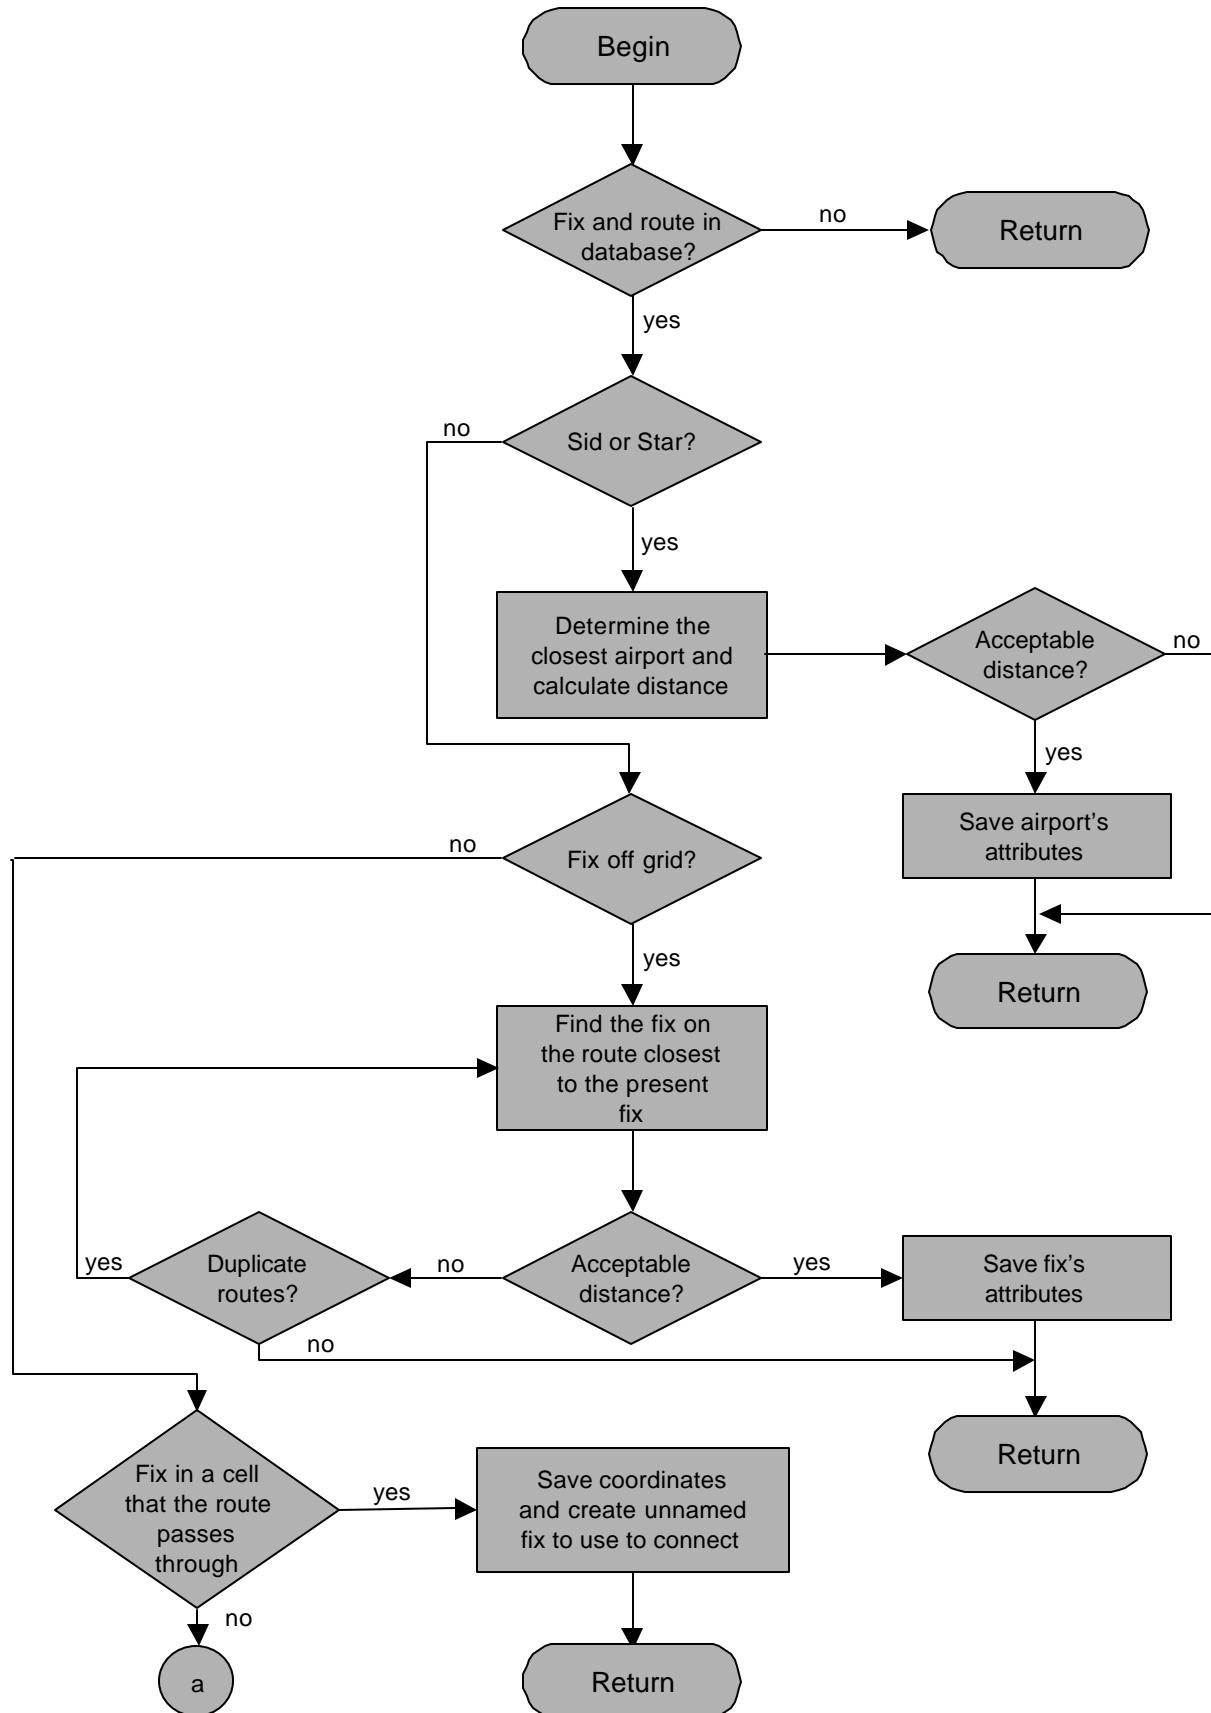 Begin
Fix and route in
database?
no
Return
yes
Sid or Star?
no
yes
Determine the
closest airport and
calculate distance
Acceptable
distance?
no
yes
Save airport's
attributes
Return
Fix off grid?
no
yes
Find the fix on
the route closest
to the present
fix
Acceptable
distance?
no
yes
Duplicate
routes?
yes
no
Save fix's
attributes
Return
Fix in a cell
that the route
passes
through
yes
Save coordinates
and create unnamed
fix to use to connect
no
a
Return